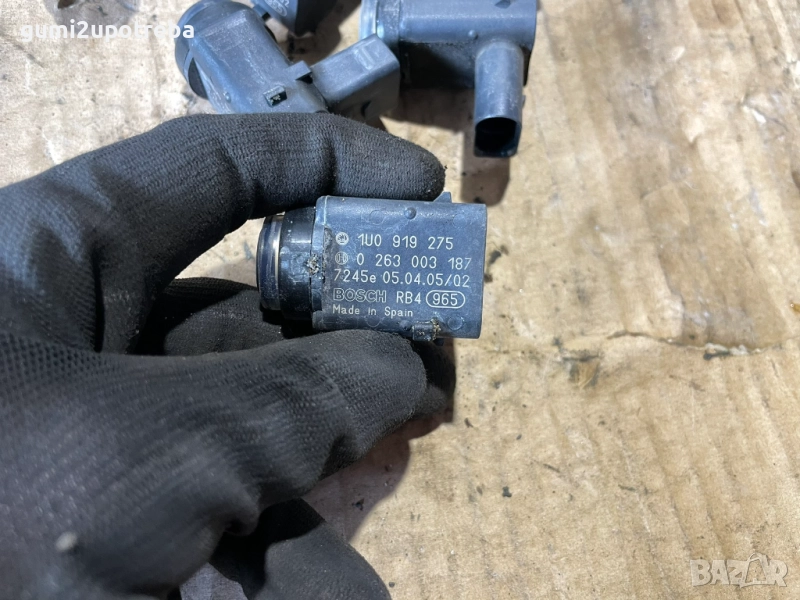 gumi2upotrepa
1U0 919 275
0 263 003 187
7245e 05.04.05/02
BOSCH RB4 965
Made in Spain
BAZAR